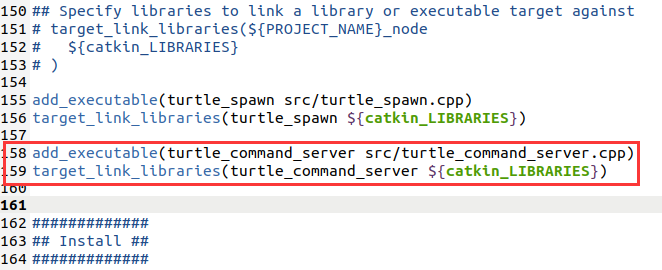 150 ## Specify libraries to link a library or executable target against
151 # target_link_libraries(${PROJECT_NAME}_node
152 #   ${catkin_LIBRARIES}
153 # )
154
155 add_executable(turtle_spawn src/turtle_spawn.cpp)
156 target_link_libraries(turtle_spawn ${catkin_LIBRARIES})
157
158 add_executable(turtle_command_server src/turtle_command_server.cpp)
159 target_link_libraries(turtle_command_server ${catkin_LIBRARIES})
160
161
162 #############
163 ## Install ##
164 #############